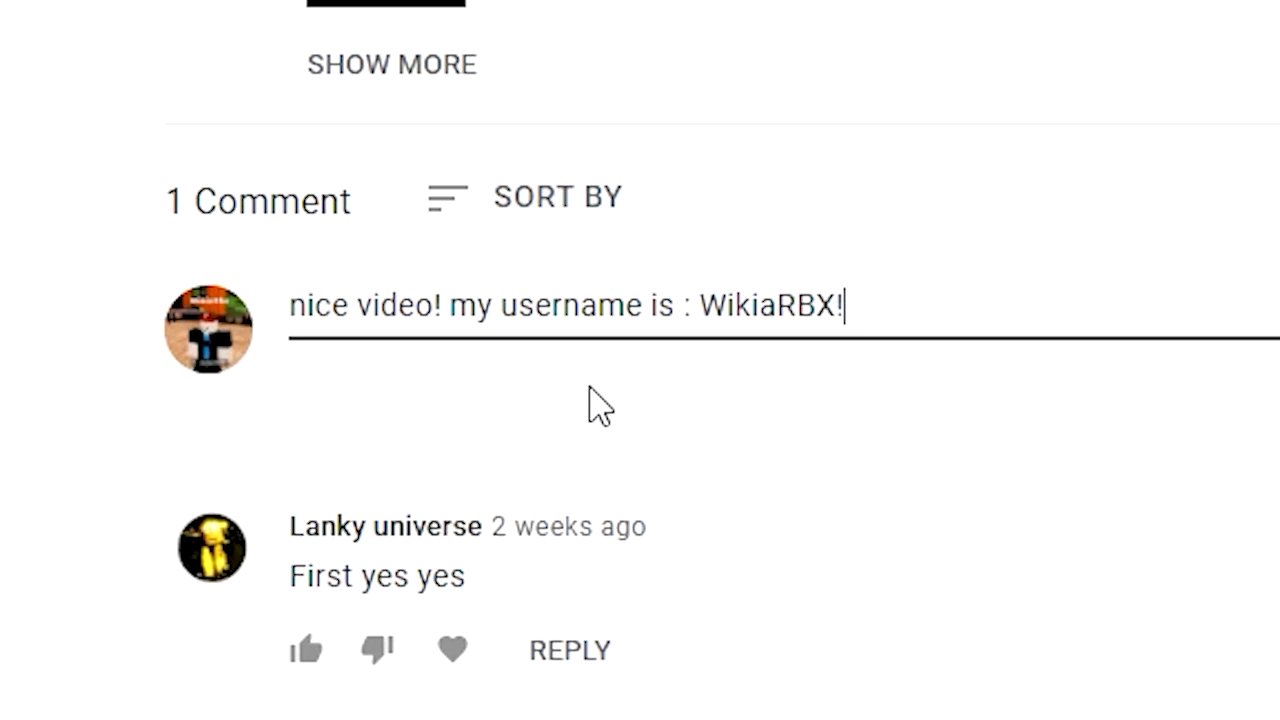 SHOW MORE
1 Comment
SORT BY
nice video! my username is : WikiaRBX!
Lanky universe 2 weeks ago
First yes yes
REPLY